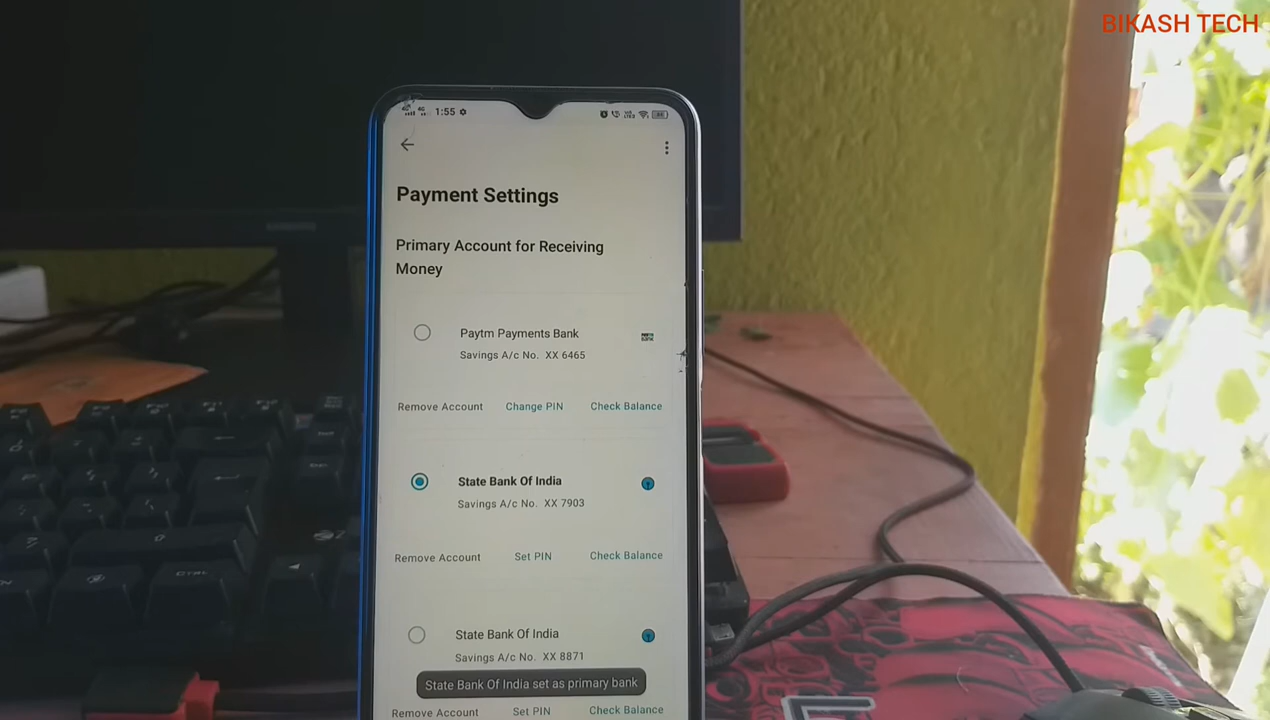 BIKASH TECH
1:55
Payment Settings
Primary Account for Receiving
Money
Paytm Payments Bank
Savings A/c No. XX 6465
Remove Account Change PIN Check Balance
State Bank Of India
Savings A/c No. XX 7903
Remove Account Set PIN Check Balance
State Bank Of India
Savings A/c No. XX 8871
State Bank Of India set as primary bank
Remove Account Set PIN Check Balance